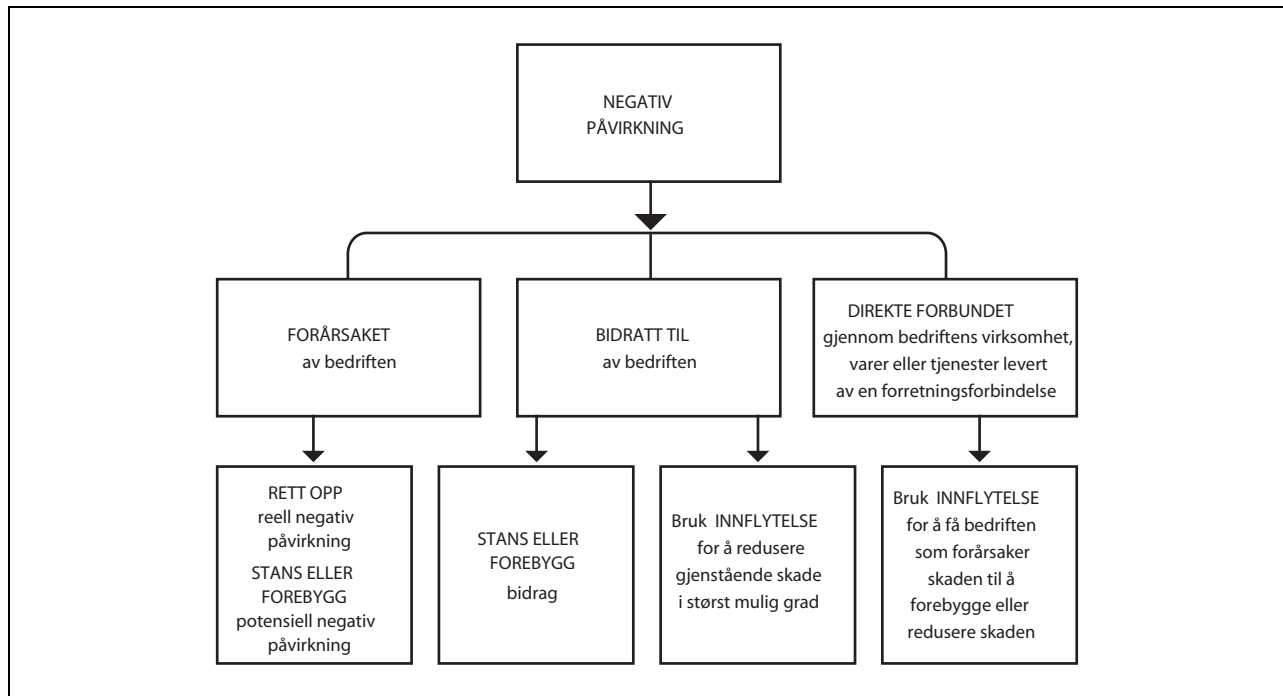 NEGATIV
PÅVIRKNING
FORÅRSAKET
av bedriften
BIDRATT TIL
av bedriften
DIREKTE FORBUNDET
gjennom bedriftens virksomhet,
varer eller tjenester levert
av en forretningsforbindelse
RETT OPP
reell negativ
påvirkning
STANS ELLER
FOREBYGG
potensiell negativ
påvirkning
STANS ELLER
FOREBYGG
bidrag
Bruk INNFLYTELSE
for å redusere
gjenstående skade
i størst mulig grad
Bruk INNFLYTELSE
for å få bedriften
som forårsaker
skaden til å
forebygge eller
redusere skaden